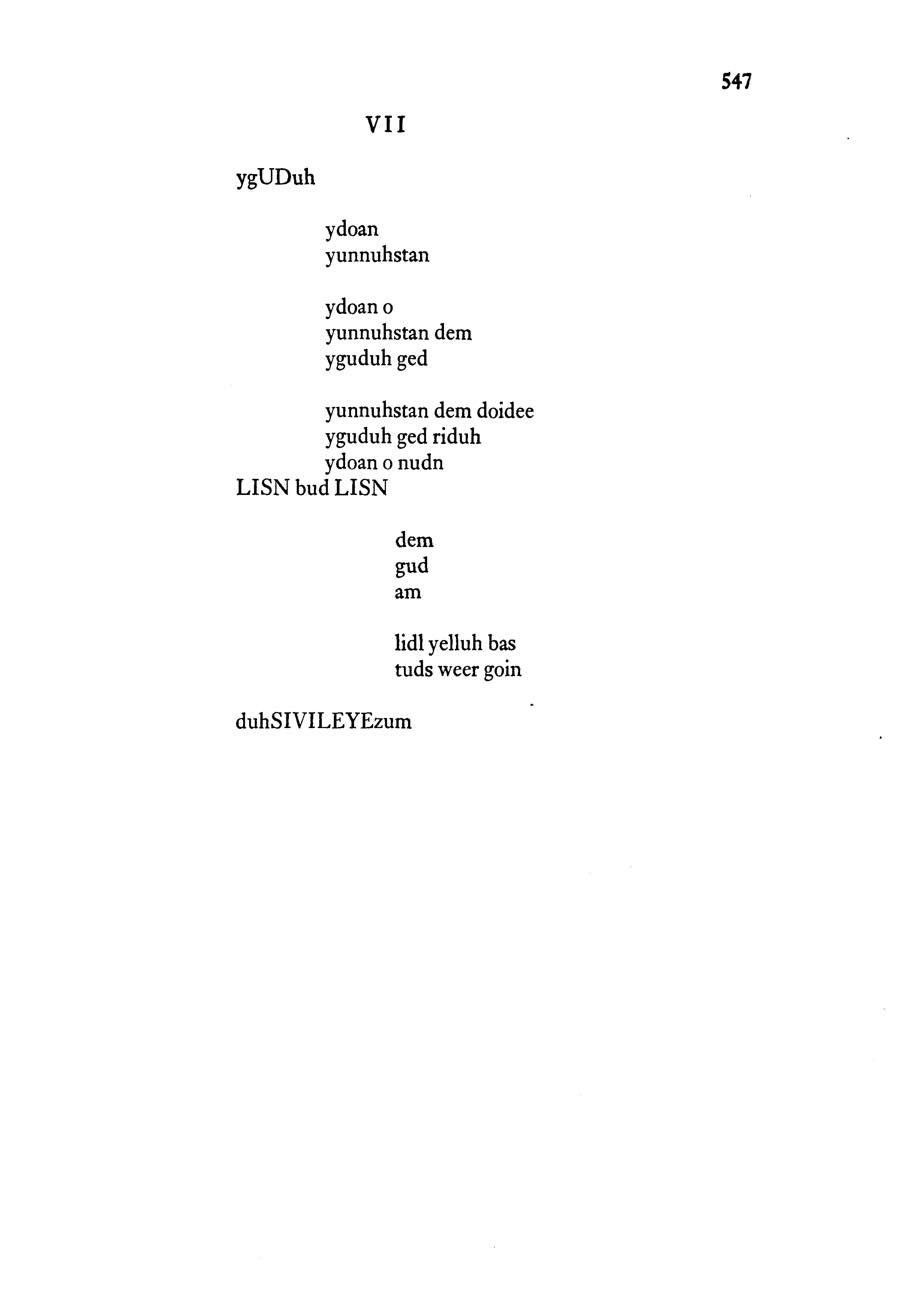 547
VII
ygUDuh
ydoan
yunnuhstan
ydoan o
yunnuhstan dem
yguduh ged
yunnuhstan dem doidee
yguduh ged riduh
ydoan o nudn
LISN bud LISN
dem
gud
am
lidl yelluh bas
tuds weer goin
duhSIVILEYEzum